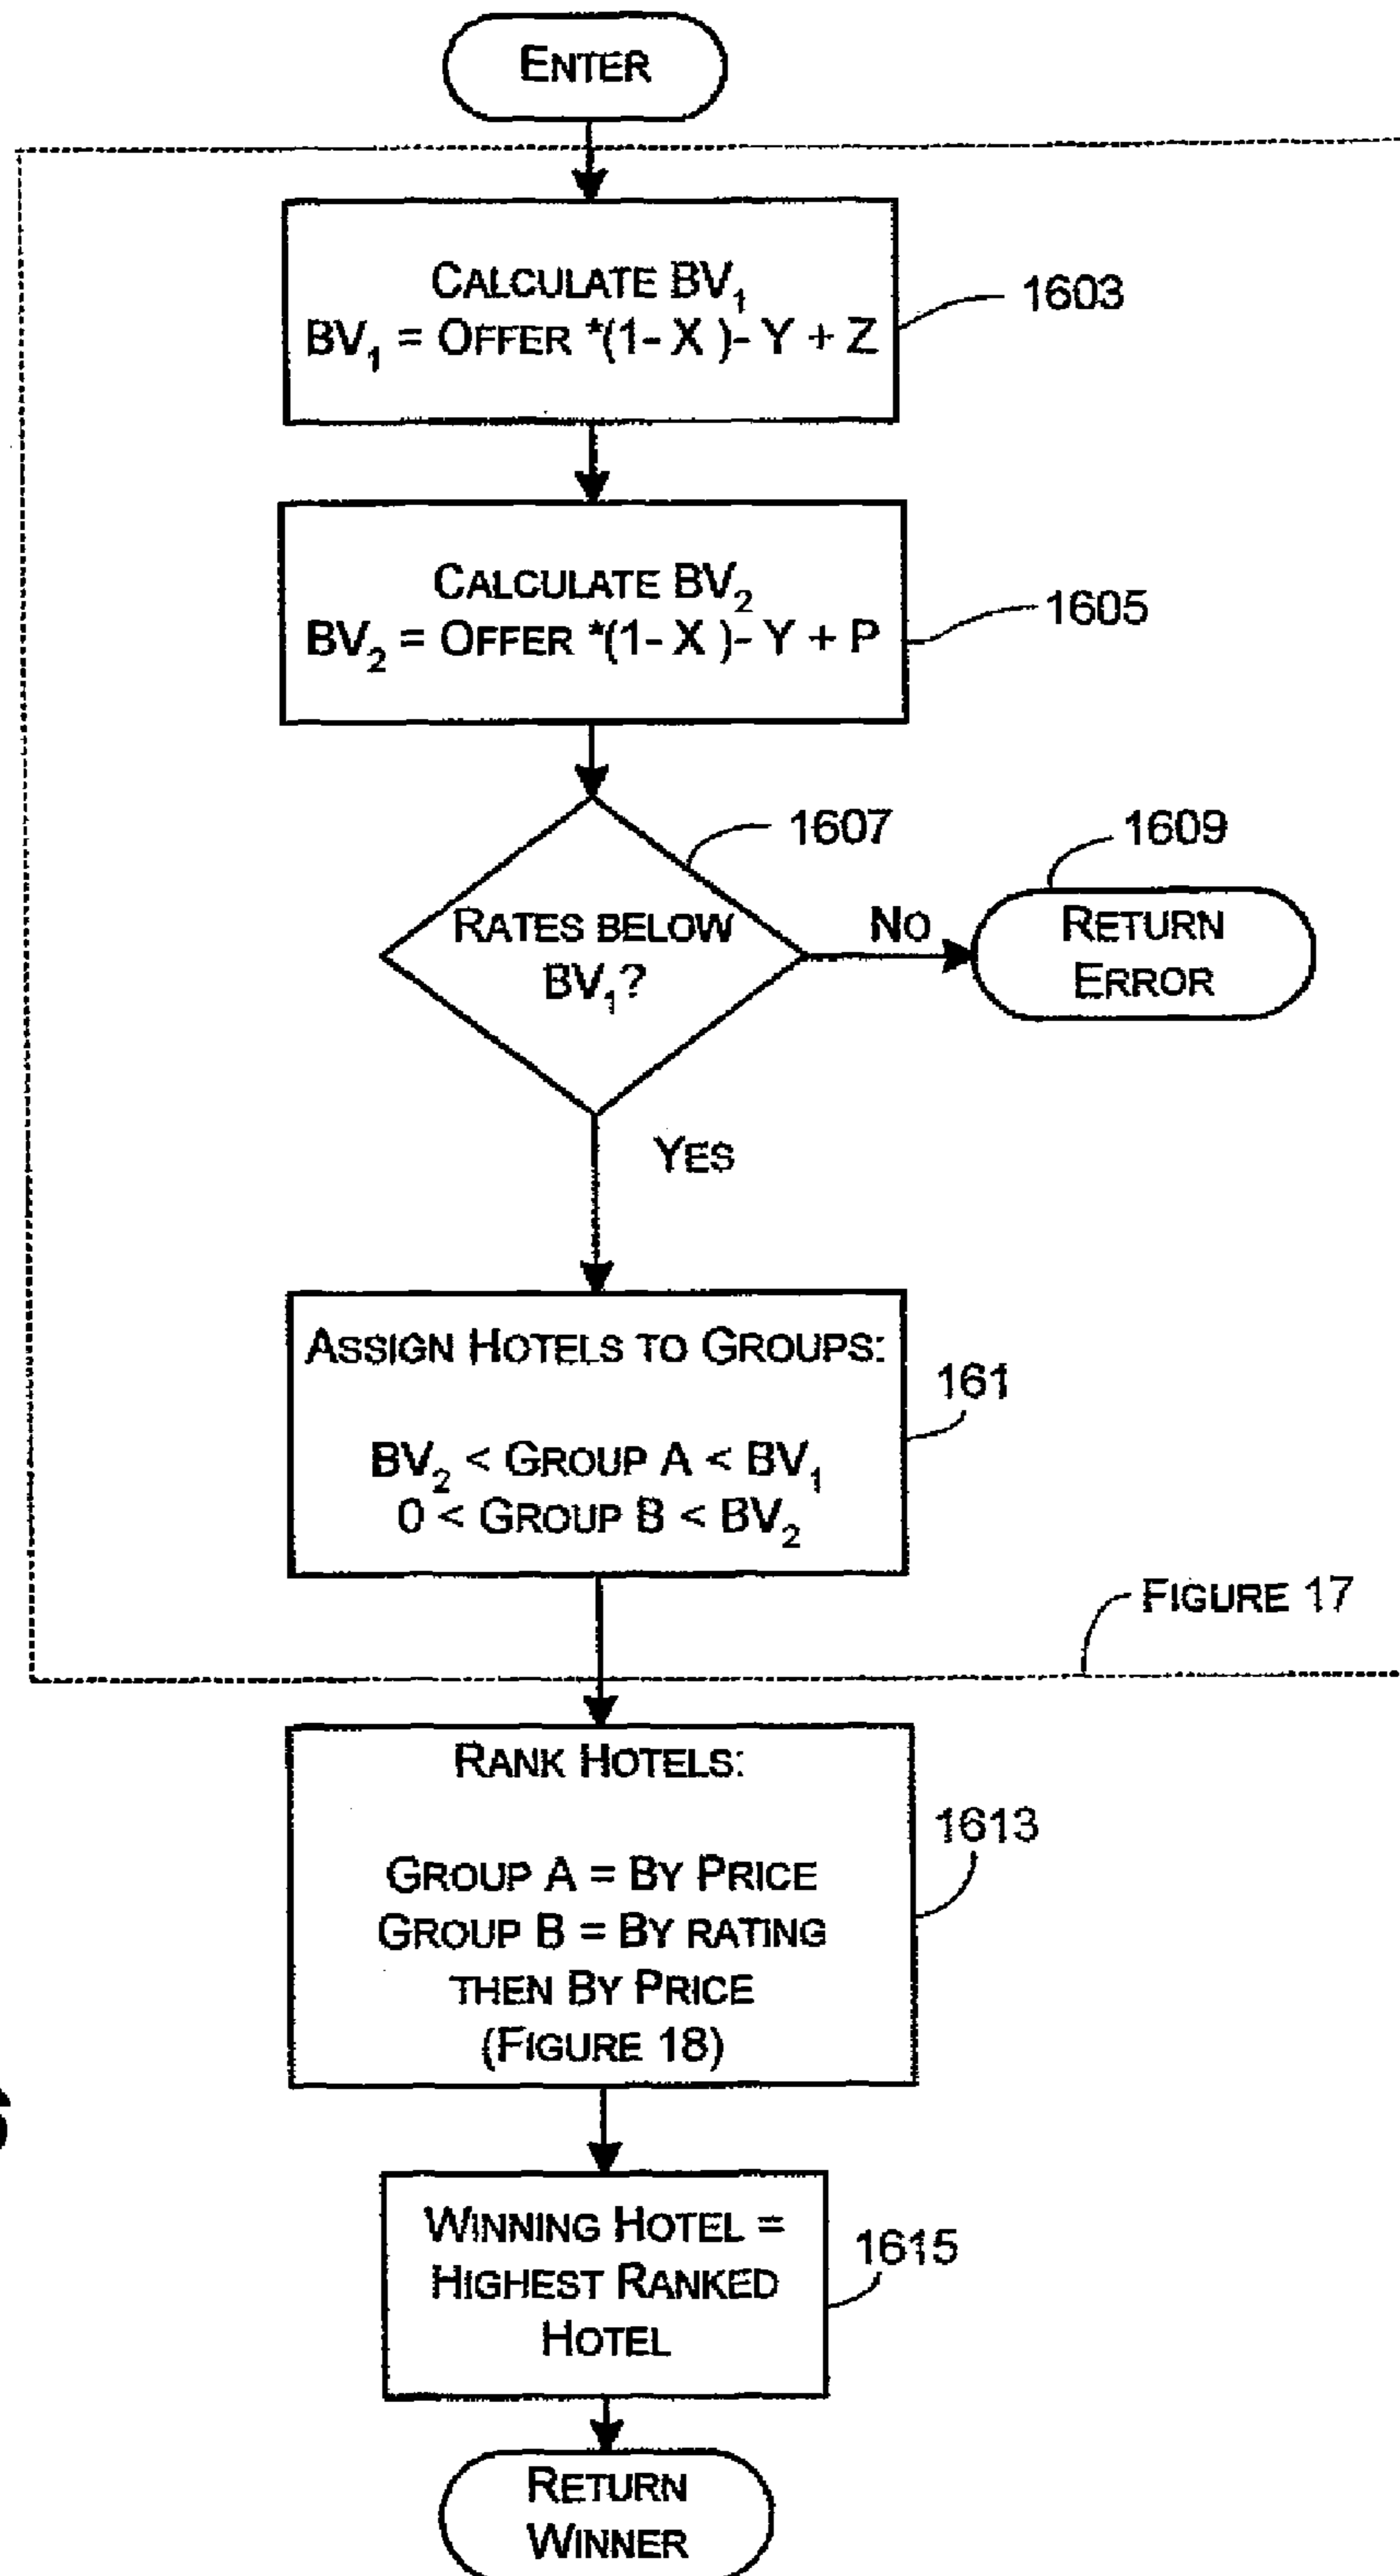 ENTER
CALCULATE BV₁
BV₁ = OFFER *(1- X )- Y + Z
1603
CALCULATE BV₂
BV₂ = OFFER *(1- X )- Y + P
1605
1607
RATES BELOW
BV₁?
NO
1609
RETURN
ERROR
YES
ASSIGN HOTELS TO GROUPS:
BV₂ < GROUP A < BV₁
0 < GROUP B < BV₂
161
FIGURE 17
RANK HOTELS:
GROUP A = BY PRICE
GROUP B = BY RATING
THEN BY PRICE
(FIGURE 18)
1613
WINNING HOTEL =
HIGHEST RANKED
HOTEL
1615
RETURN
WINNER